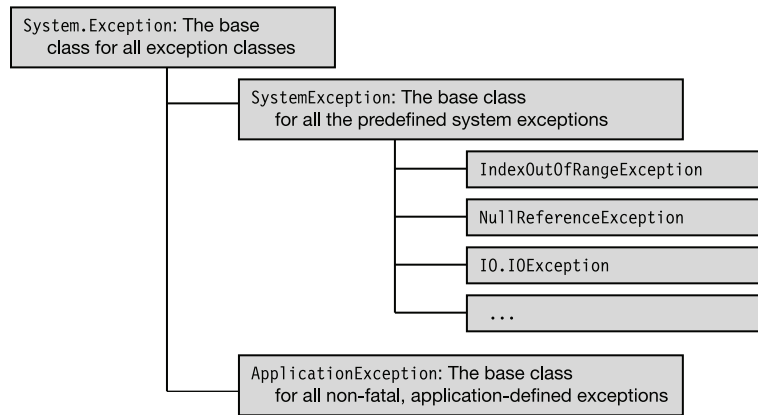 System.Exception: The base
class for all exception classes
SystemException: The base class
for all the predefined system exceptions
IndexOutOfRangeException
NullReferenceException
IO.IOException
...
ApplicationException: The base class
for all non-fatal, application-defined exceptions